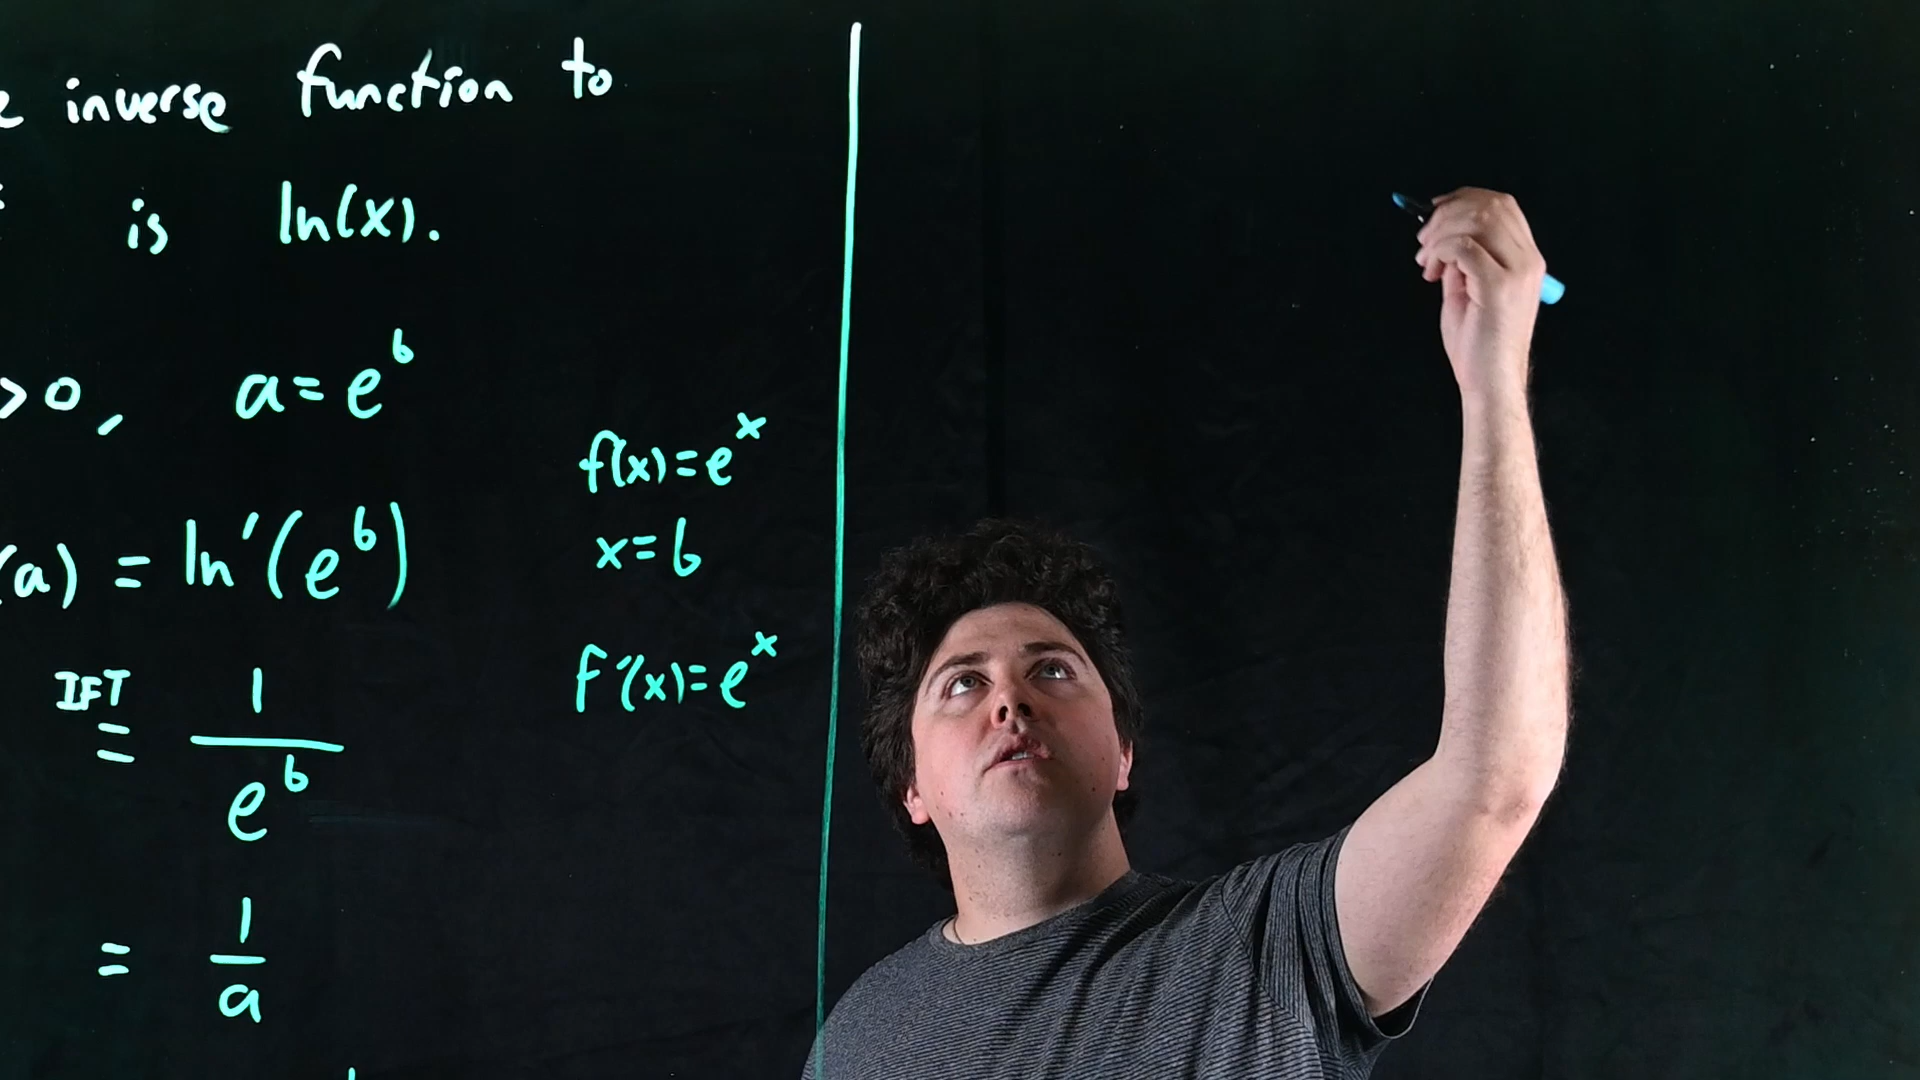 inverse function to
is ln(x).
>0, a=e^b
(a) = ln'(e^b)
IFT
= 1/e^b
= 1/a
f(x)=e^x
x=b
f'(x)=e^x